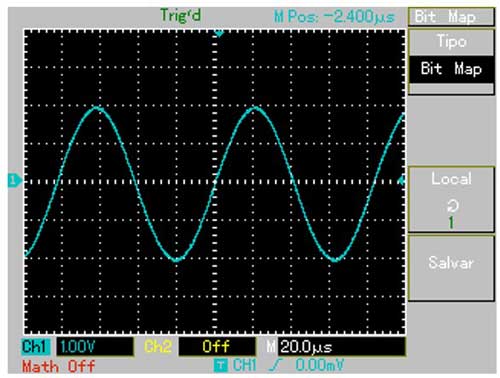 Trig'd M Pos: -2.400µs Bit Map
Tipo
Bit Map
1
Local
1
Salvar
Ch1 1.00V Ch2 Off M 20.0µs
Math Off T CH1 0.00mV